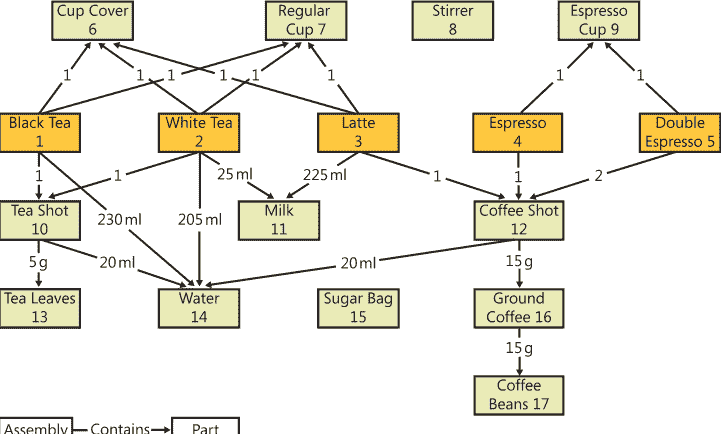 Cup Cover
6
Regular
Cup 7
Stirrer
8
Espresso
Cup 9
1
1
1
1
1
1
1
Black Tea
1
White Tea
2
Latte
3
Espresso
4
Double
Espresso 5
1
1
25 ml
225 ml
1
1
2
Tea Shot
10
230 ml
205 ml
Milk
11
Coffee Shot
12
5 g
20 ml
20 ml
15 g
Tea Leaves
13
Water
14
Sugar Bag
15
Ground
Coffee 16
15 g
Coffee
Beans 17
Assembly
Contains
Part